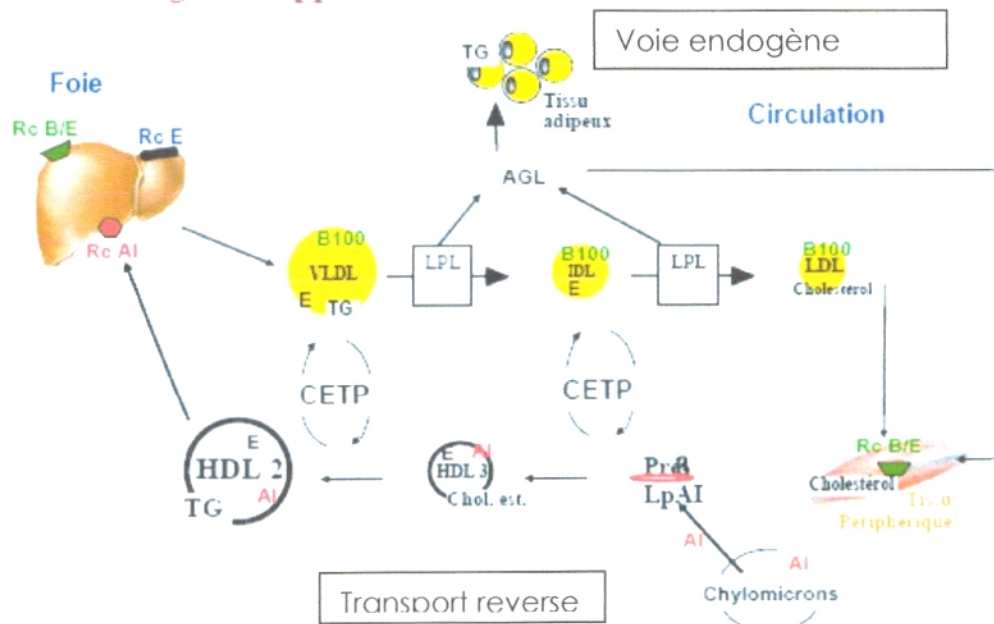 Voie endogène
TG
Foie
Tissu
adipeux
Circulation
Rc B/E
Rc E
AGL
Rc AI
B100
VLDL
E
TG
LPL
B100
IDL
E
LPL
B100
LDL
Cholestérol
CETP
CETP
Rc B/E
Cholestérol
Tissu
Peripherique
E
HDL 2
AI
TG
E
AI
HDL 3
Chol. est.
LpAI
AI
AI
Chylomicrons
Transport reverse